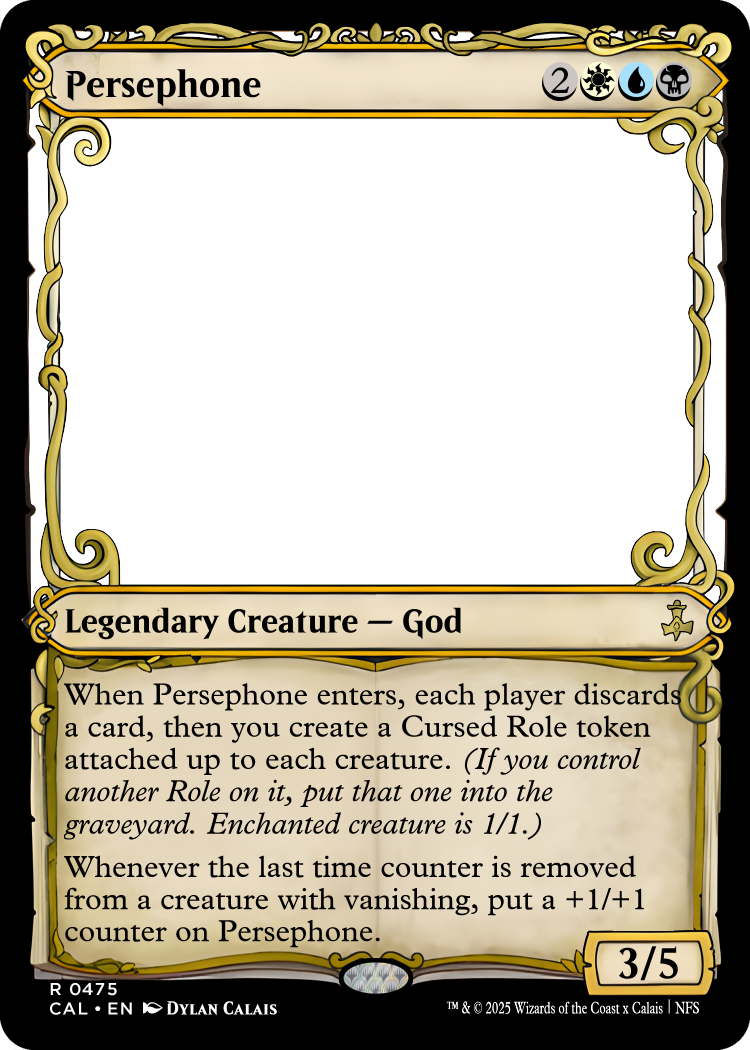 Persephone 2
Legendary Creature — God
When Persephone enters, each player discards
a card, then you create a Cursed Role token
attached up to each creature. (If you control
another Role on it, put that one into the
graveyard. Enchanted creature is 1/1.)
Whenever the last time counter is removed
from a creature with vanishing, put a +1/+1
counter on Persephone.
3/5
R 0475
CAL • EN DYLAN CALAIS
™ & © 2025 Wizards of the Coast x Calais | NFS